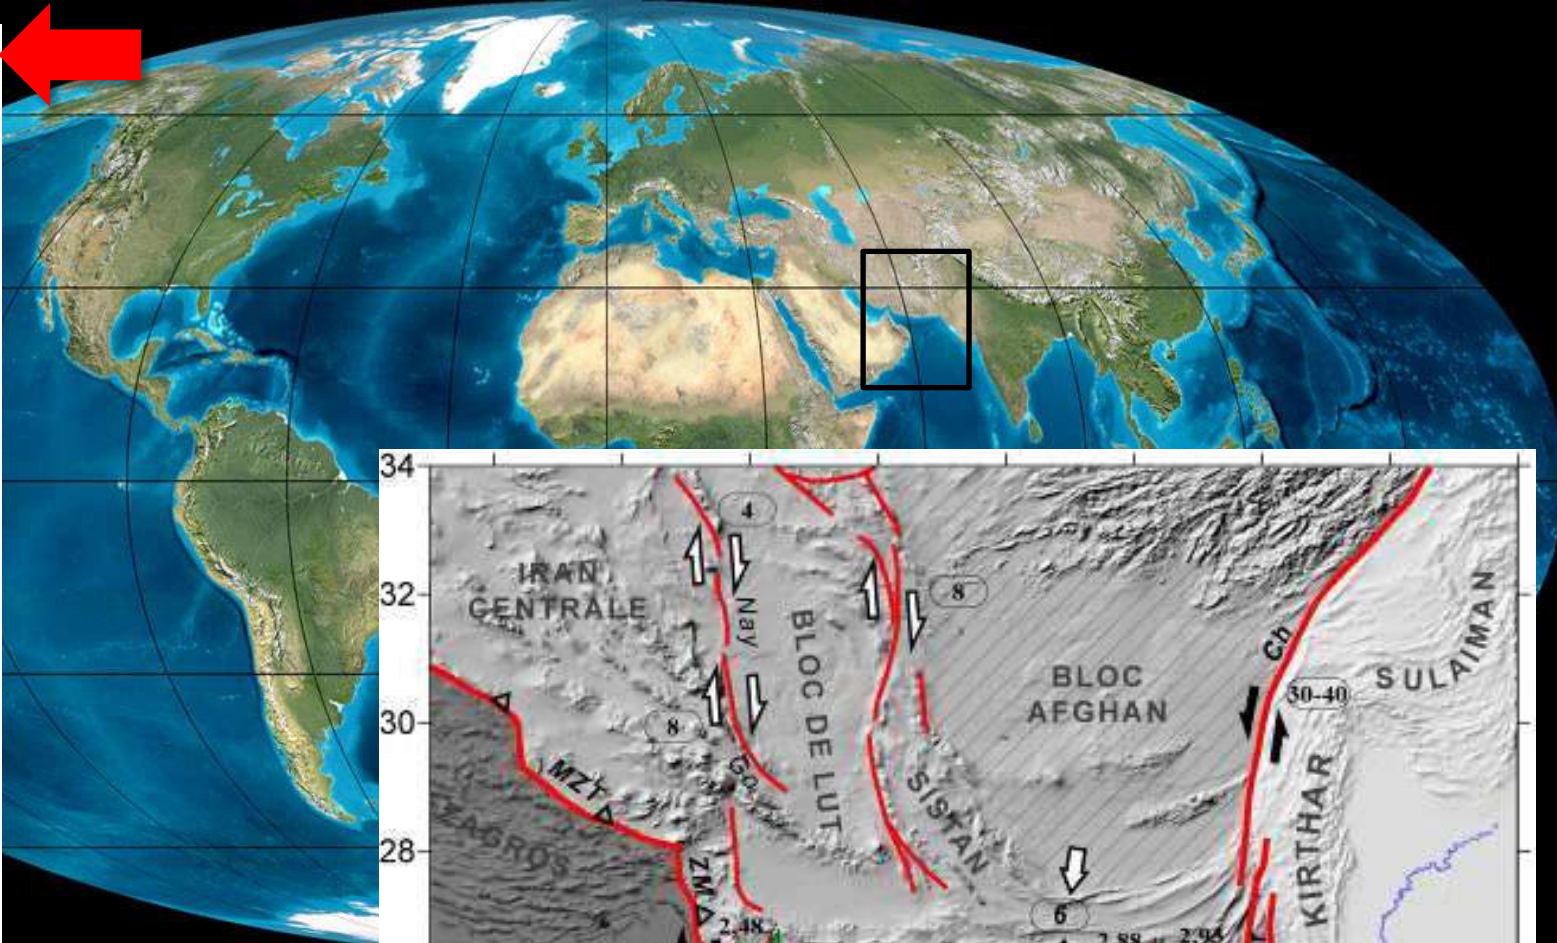 34
4
IRAN
CENTRALE
32
Nay
8
BLOC DE LUT
Ch
SULAIMAN
BLOC
AFGHAN
30-40
30
8
Go
MZT
SISTAN
ZAGROS
28
ZM
KIRTHAR
6
2,48
2,88
2,93